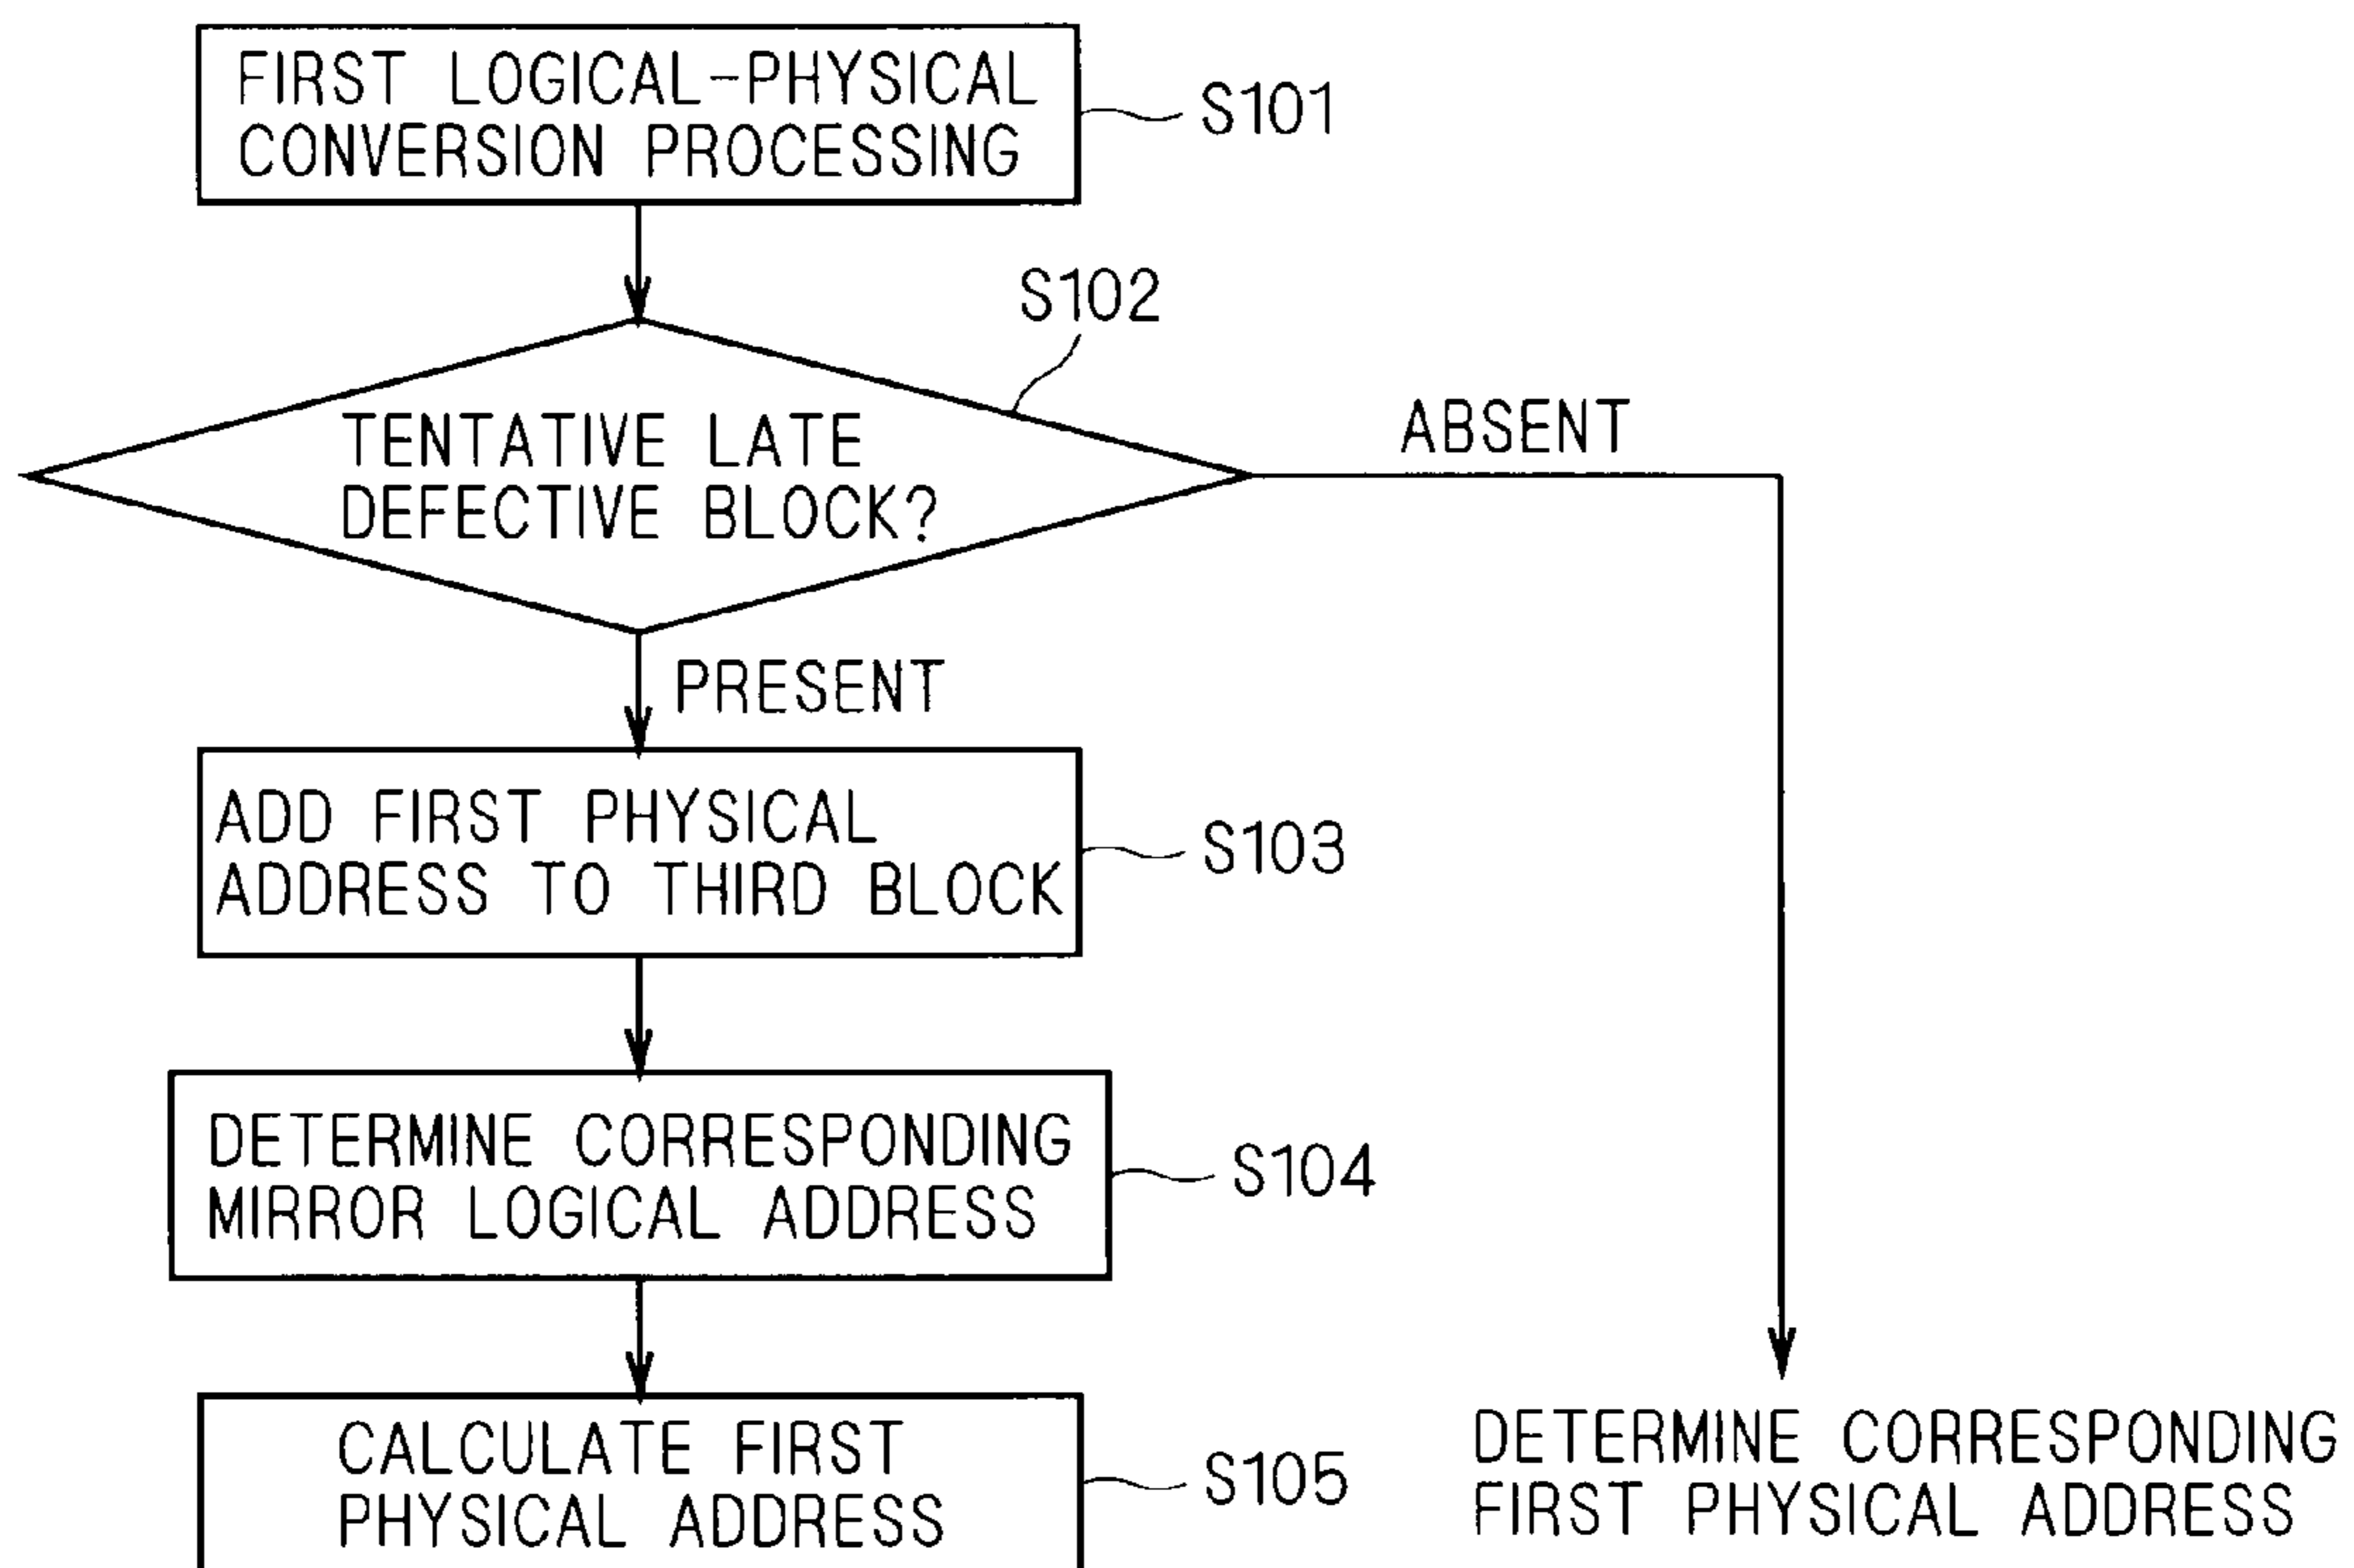 FIRST LOGICAL-PHYSICAL
CONVERSION PROCESSING
S101
S102
TENTATIVE LATE
DEFECTIVE BLOCK?
ABSENT
PRESENT
ADD FIRST PHYSICAL
ADDRESS TO THIRD BLOCK
S103
DETERMINE CORRESPONDING
MIRROR LOGICAL ADDRESS
S104
CALCULATE FIRST
PHYSICAL ADDRESS
S105
DETERMINE CORRESPONDING
FIRST PHYSICAL ADDRESS